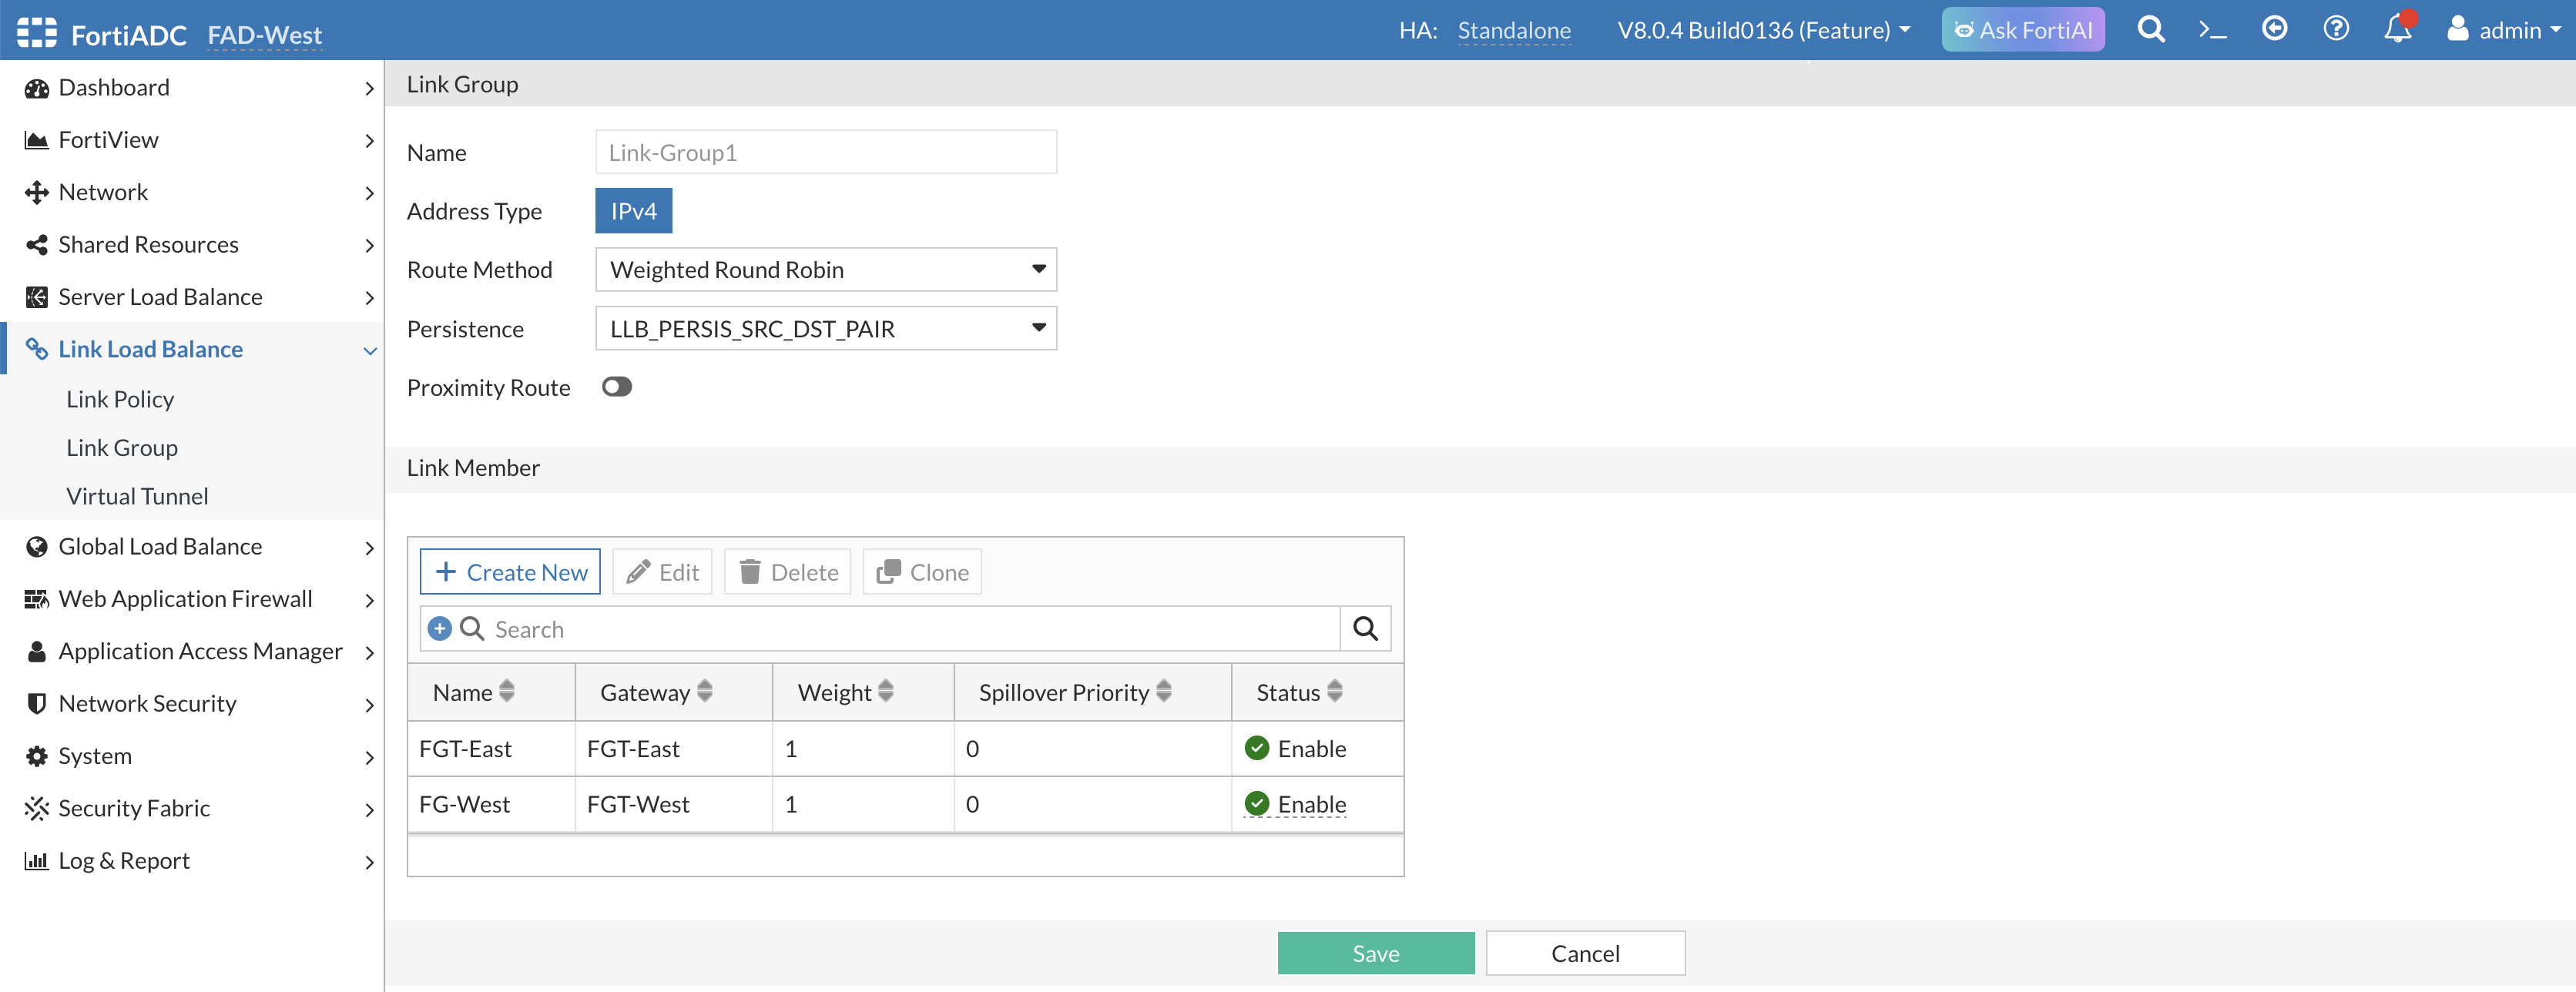 FortiADC FAD-West HA: Standalone V8.0.4 Build0136 (Feature) Ask FortiAI admin
Dashboard
FortiView
Network
Shared Resources
Server Load Balance
Link Load Balance
Link Policy
Link Group
Virtual Tunnel
Global Load Balance
Web Application Firewall
Application Access Manager
Network Security
System
Security Fabric
Log & Report
Link Group
Name Link-Group1
Address Type IPv4
Route Method Weighted Round Robin
Persistence LLB_PERSIS_SRC_DST_PAIR
Proximity Route
Link Member
Create New Edit Delete Clone
Search
Name Gateway Weight Spillover Priority Status
FGT-East FGT-East 1 0 Enable
FG-West FGT-West 1 0 Enable
Save Cancel